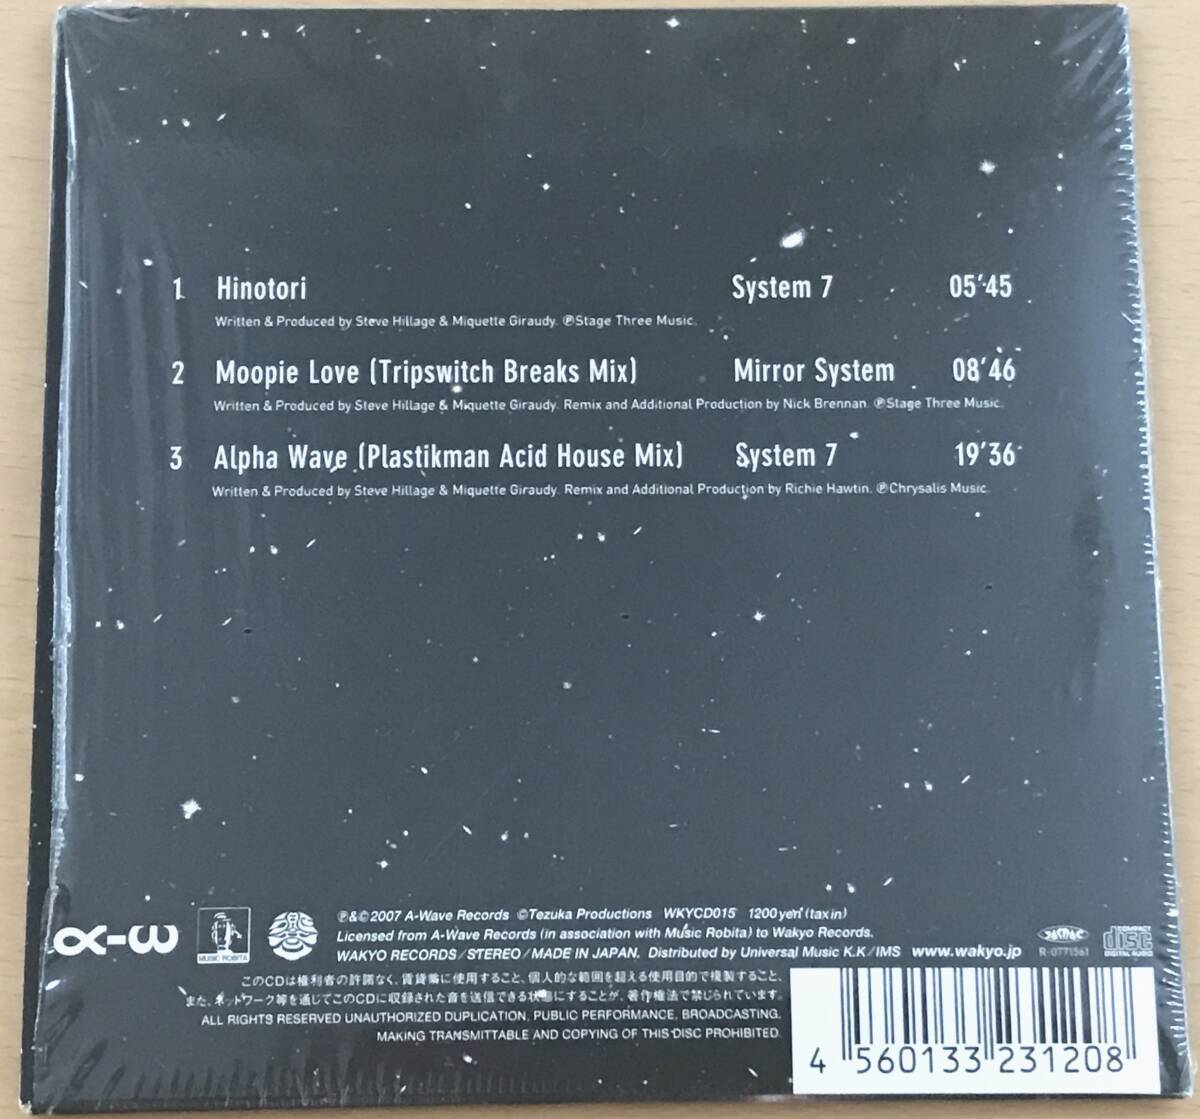 1 Hinotori System 7 05'45
Written & Produced by Steve Hillage & Miquette Giraudy. ℗Stage Three Music.
2 Moopie Love (Tripswitch Breaks Mix) Mirror System 08'46
Written & Produced by Steve Hillage & Miquette Giraudy. Remix and Additional Production by Nick Brennan. ℗Stage Three Music.
3 Alpha Wave (Plastikman Acid House Mix) System 7 19'36
Written & Produced by Steve Hillage & Miquette Giraudy. Remix and Additional Production by Richie Hawtin. ℗Chrysalis Music.
α-ω
MUSIC ROBITA
℗&©2007 A-Wave Records ©Tezuka Productions WKYCD015 1200yen (tax in)
Licensed from A-Wave Records (in association with Music Robita) to Wakyo Records.
WAKYO RECORDS/STEREO/MADE IN JAPAN. Distributed by Universal Music K.K/IMS www.wakyo.jp
JASRAC
R-0771561
COMPACT
disc
DIGITAL AUDIO
このCDは権利者の許諾なく、賃貸業に使用すること、個人的な範囲を超える使用目的で複製すること、
また、ネットワーク等を通じてこのCDに収録された音を送信できる状態にすることが、著作権法で禁じられています。
ALL RIGHTS RESERVED UNAUTHORIZED DUPLICATION, PUBLIC PERFORMANCE, BROADCASTING.
MAKING TRANSMITTABLE AND COPYING OF THIS DISC PROHIBITED.
4 560133 231208